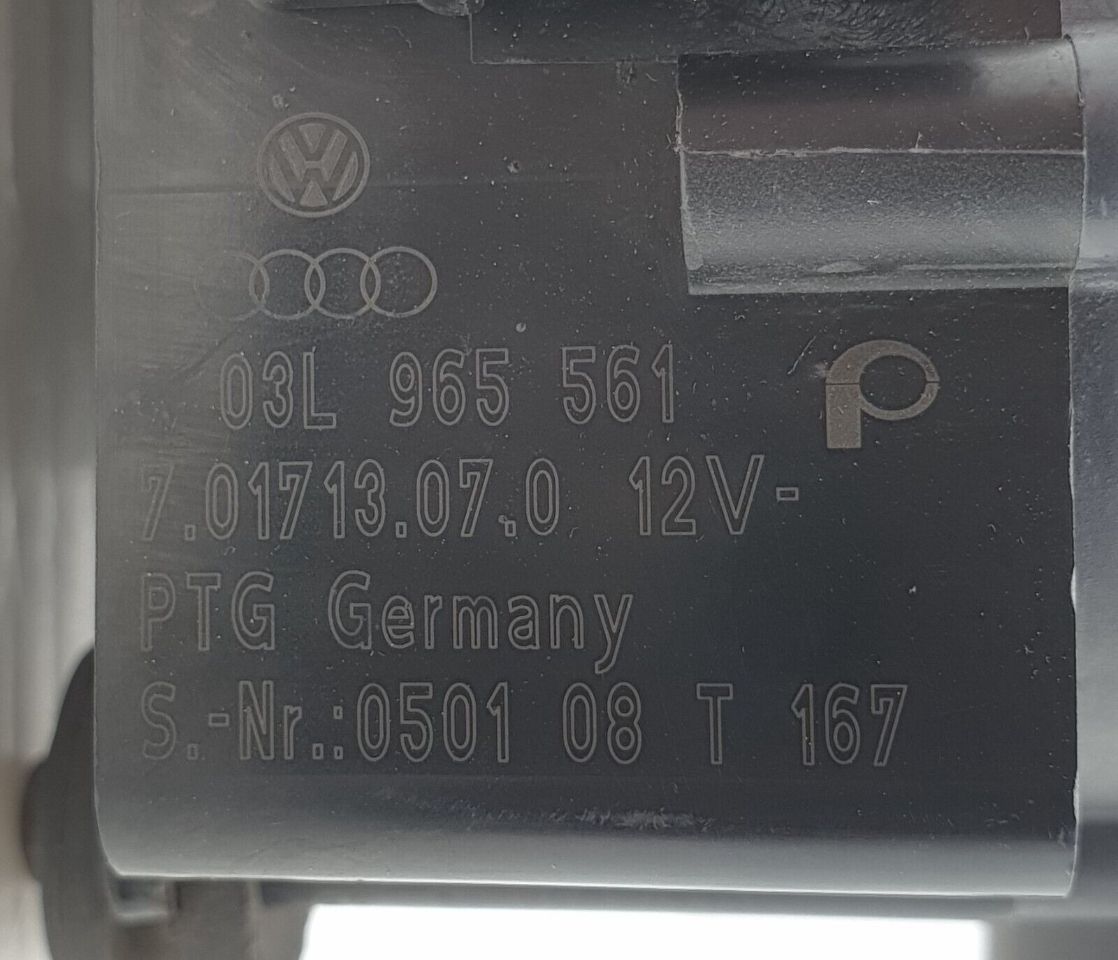 03L 965 561
7.01713.07.0 12V-
PTG Germany
S.-Nr.:0501 08 T 167